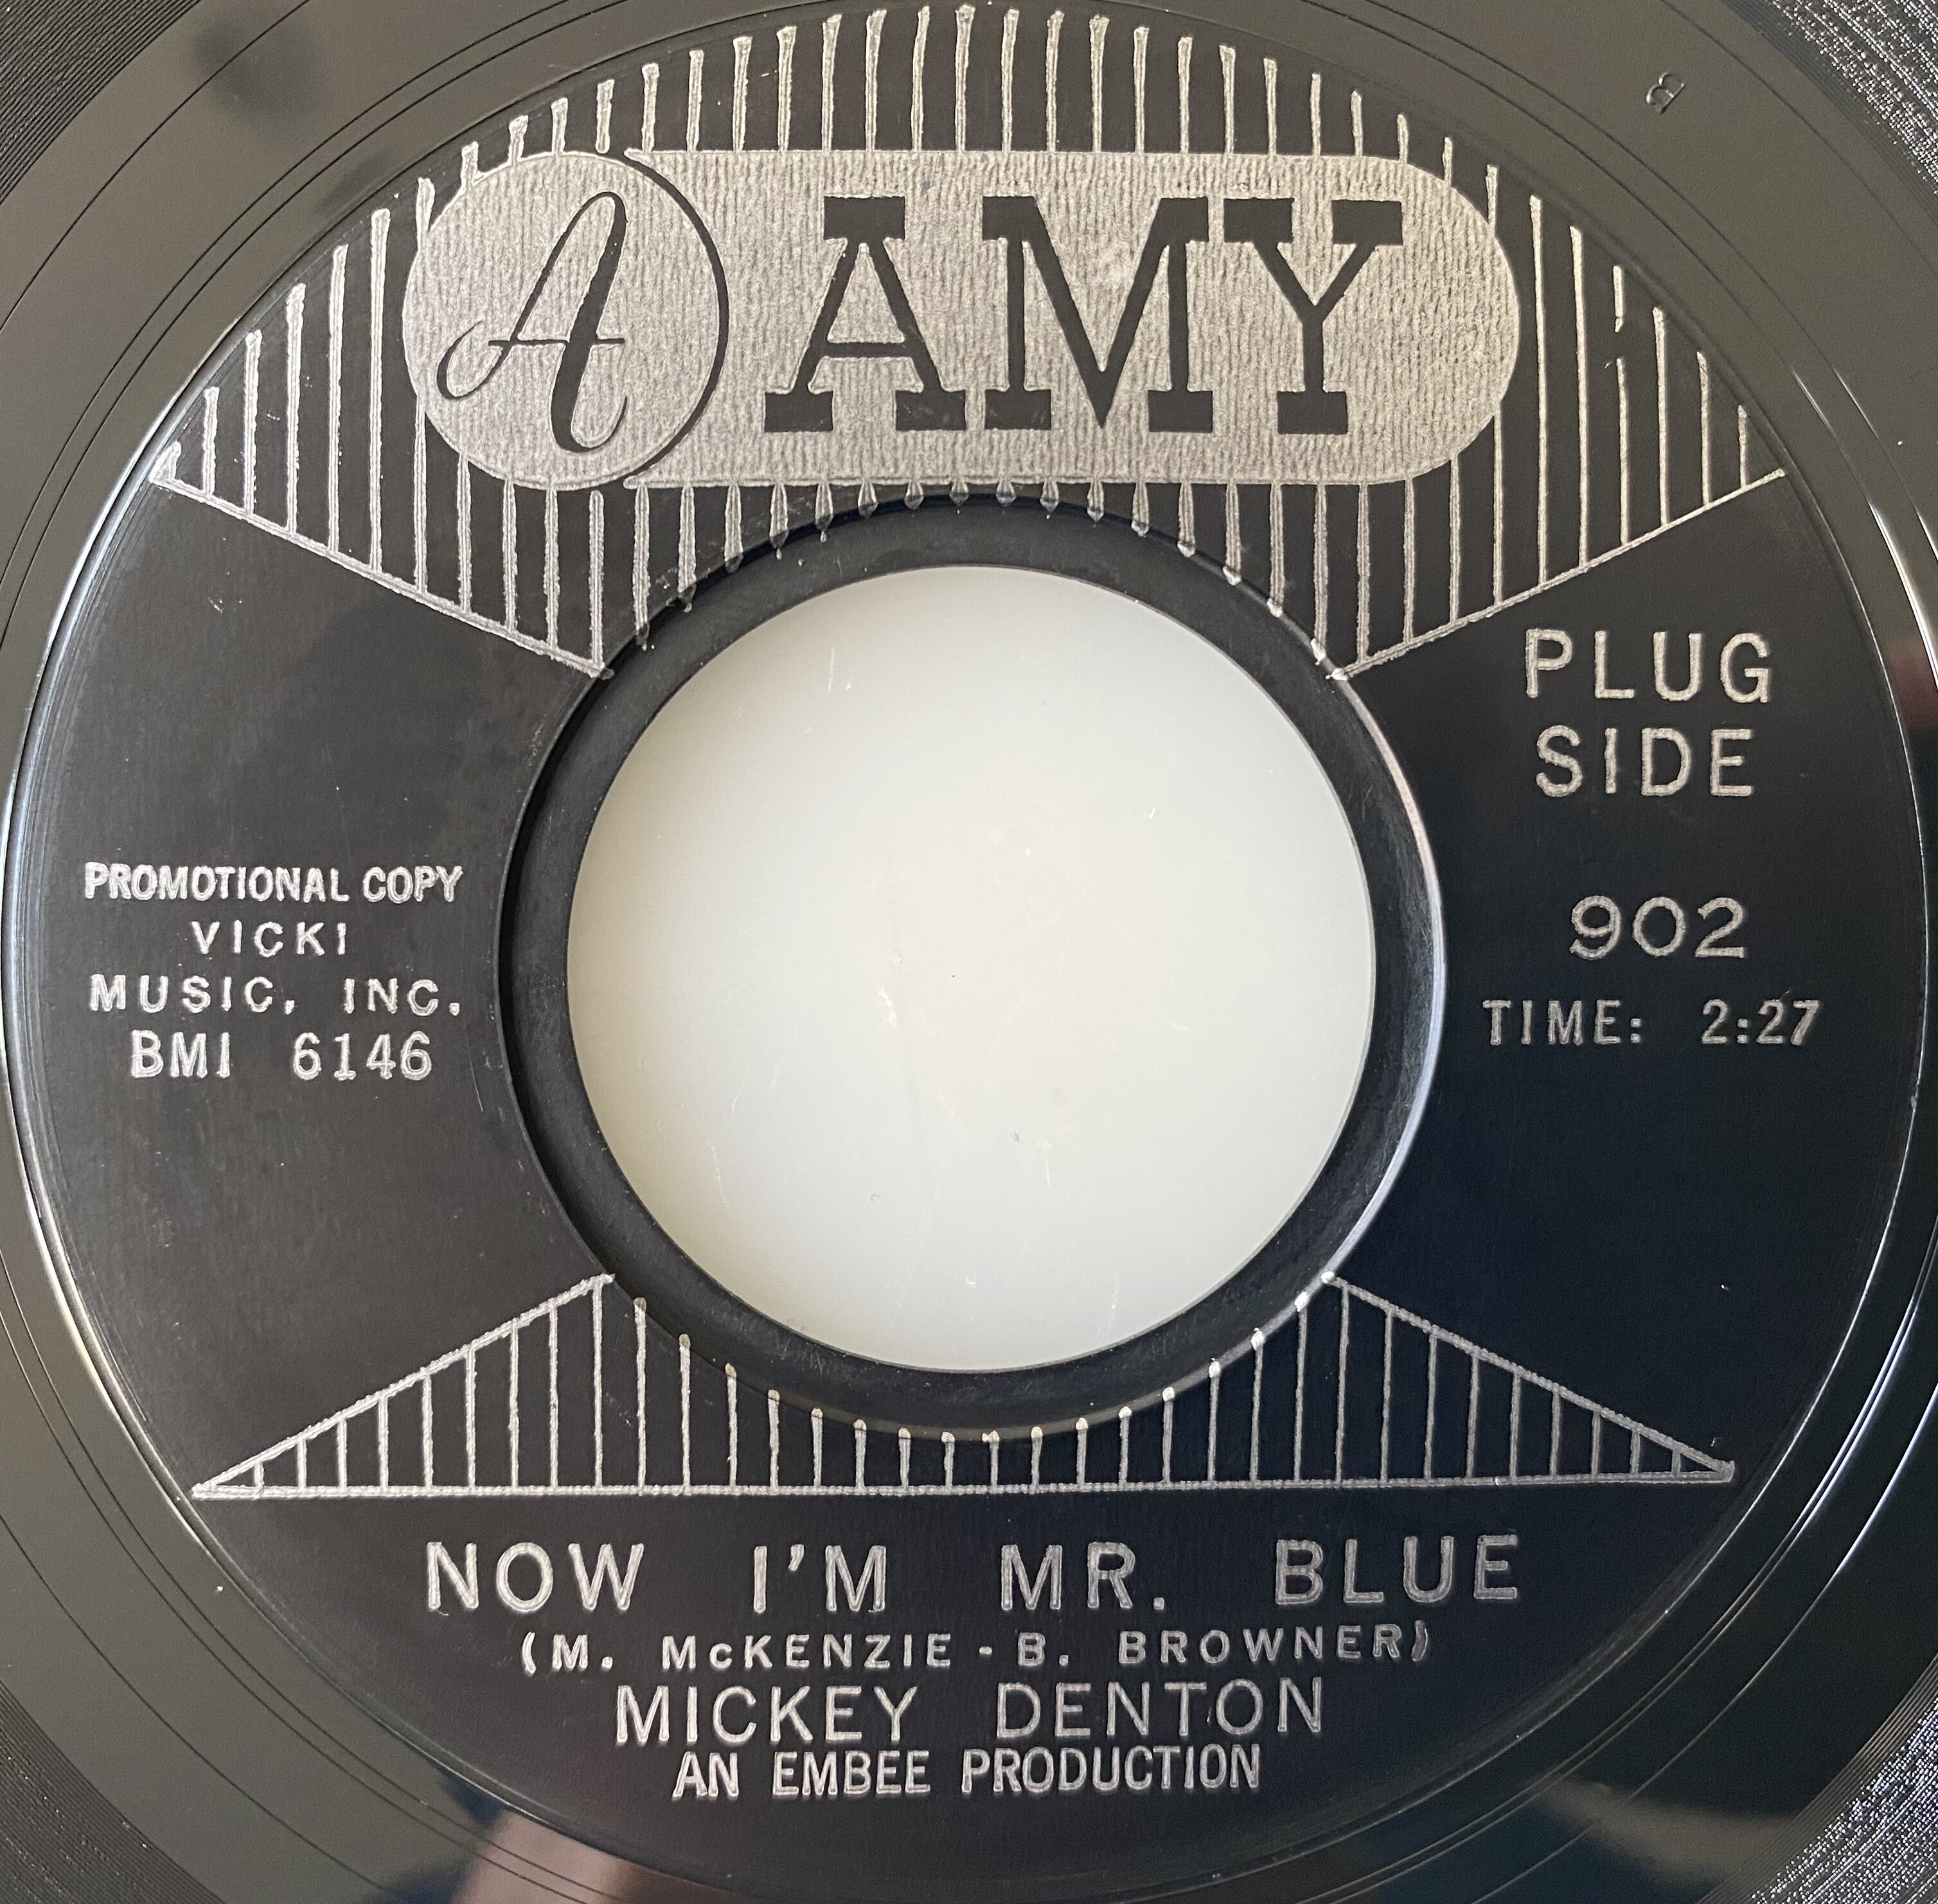 A AMY
PLUG
SIDE
PROMOTIONAL COPY
VICKI
MUSIC, INC.
BMI 6146
902
TIME: 2:27
NOW I'M MR. BLUE
(M. McKENZIE - B. BROWNER)
MICKEY DENTON
AN EMBEE PRODUCTION